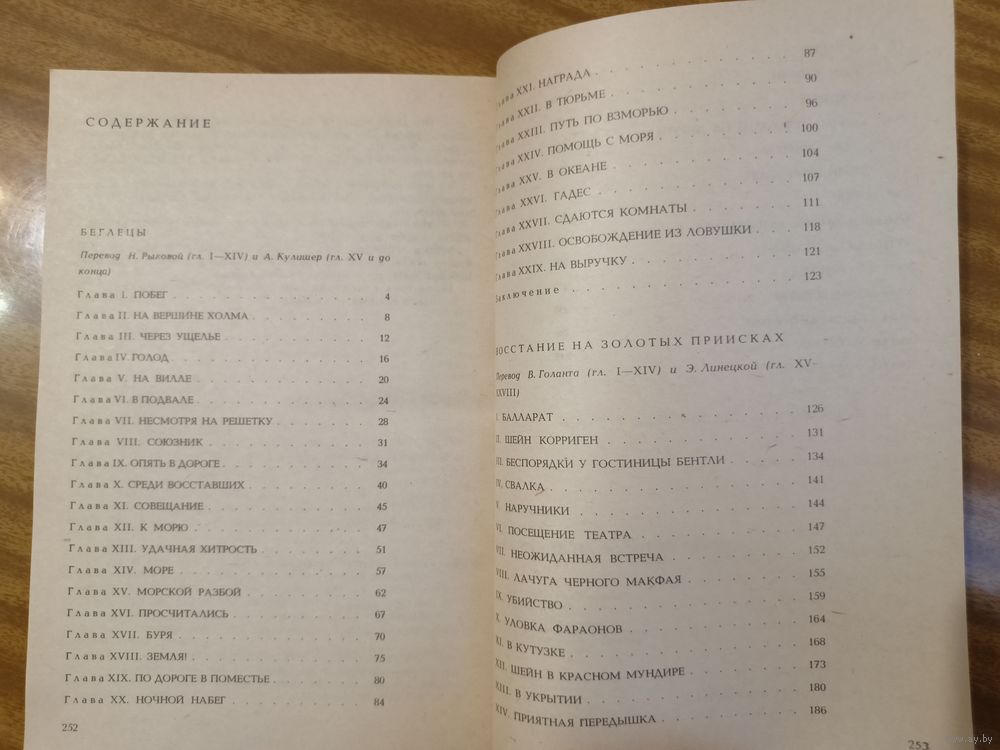 СОДЕРЖАНИЕ
БЕГЛЕЦЫ
Перевод Н. Рыковой (гл. I—XIV) и А. Кулишер (гл. XV и до
конца)
Глава I. ПОБЕГ 4
Глава II. НА ВЕРШИНЕ ХОЛМА 8
Глава III. ЧЕРЕЗ УЩЕЛЬЕ 12
Глава IV. ГОЛОД 16
Глава V. НА ВИЛЛЕ 20
Глава VI. В ПОДВАЛЕ 24
Глава VII. НЕСМОТРЯ НА РЕШЕТКУ 28
Глава VIII. СОЮЗНИК 31
Глава IX. ОПЯТЬ В ДОРОГЕ 34
Глава X. СРЕДИ ВОССТАВШИХ 40
Глава XI. СОВЕЩАНИЕ 45
Глава XII. К МОРЮ 47
Глава XIII. УДАЧНАЯ ХИТРОСТЬ 51
Глава XIV. МОРЕ 57
Глава XV. МОРСКОЙ РАЗБОЙ 62
Глава XVI. ПРОСЧИТАЛИСЬ 67
Глава XVII. БУРЯ 70
Глава XVIII. ЗЕМЛЯ! 75
Глава XIX. ПО ДОРОГЕ В ПОМЕСТЬЕ 80
Глава XX. НОЧНОЙ НАБЕГ 84
252
Глава XXI. НАГРАДА 87
Глава XXII. В ТЮРЬМЕ 90
Глава XXIII. ПУТЬ ПО ВЗМОРЬЮ 96
Глава XXIV. ПОМОЩЬ С МОРЯ 100
Глава XXV. В ОКЕАНЕ 104
Глава XXVI. ГАДЕС 107
Глава XXVII. СДАЮТСЯ КОМНАТЫ 111
Глава XXVIII. ОСВОБОЖДЕНИЕ ИЗ ЛОВУШКИ 118
Глава XXIX. НА ВЫРУЧКУ 121
Заключение 123
ВОССТАНИЕ НА ЗОЛОТЫХ ПРИИСКАХ
Перевод В. Голанта (гл. I—XIV) и Э. Линецкой (гл. XV—
XXVIII)
I. БАЛЛАРАТ 126
II. ШЕЙН КОРРИГЕН 131
III. БЕСПОРЯДКИ У ГОСТИНИЦЫ БЕНТЛИ 134
IV. СВАЛКА 141
V. НАРУЧНИКИ 144
VI. ПОСЕЩЕНИЕ ТЕАТРА 147
VII. НЕОЖИДАННАЯ ВСТРЕЧА 152
VIII. ЛАЧУГА ЧЕРНОГО МАКФАЯ 155
IX. УБИЙСТВО 159
X. УЛОВКА ФАРАОНОВ 164
XI. В КУТУЗКЕ 168
XII. ШЕЙН В КРАСНОМ МУНДИРЕ 173
XIII. В УКРЫТИИ 180
XIV. ПРИЯТНАЯ ПЕРЕДЫШКА 186
253
www.ay.by